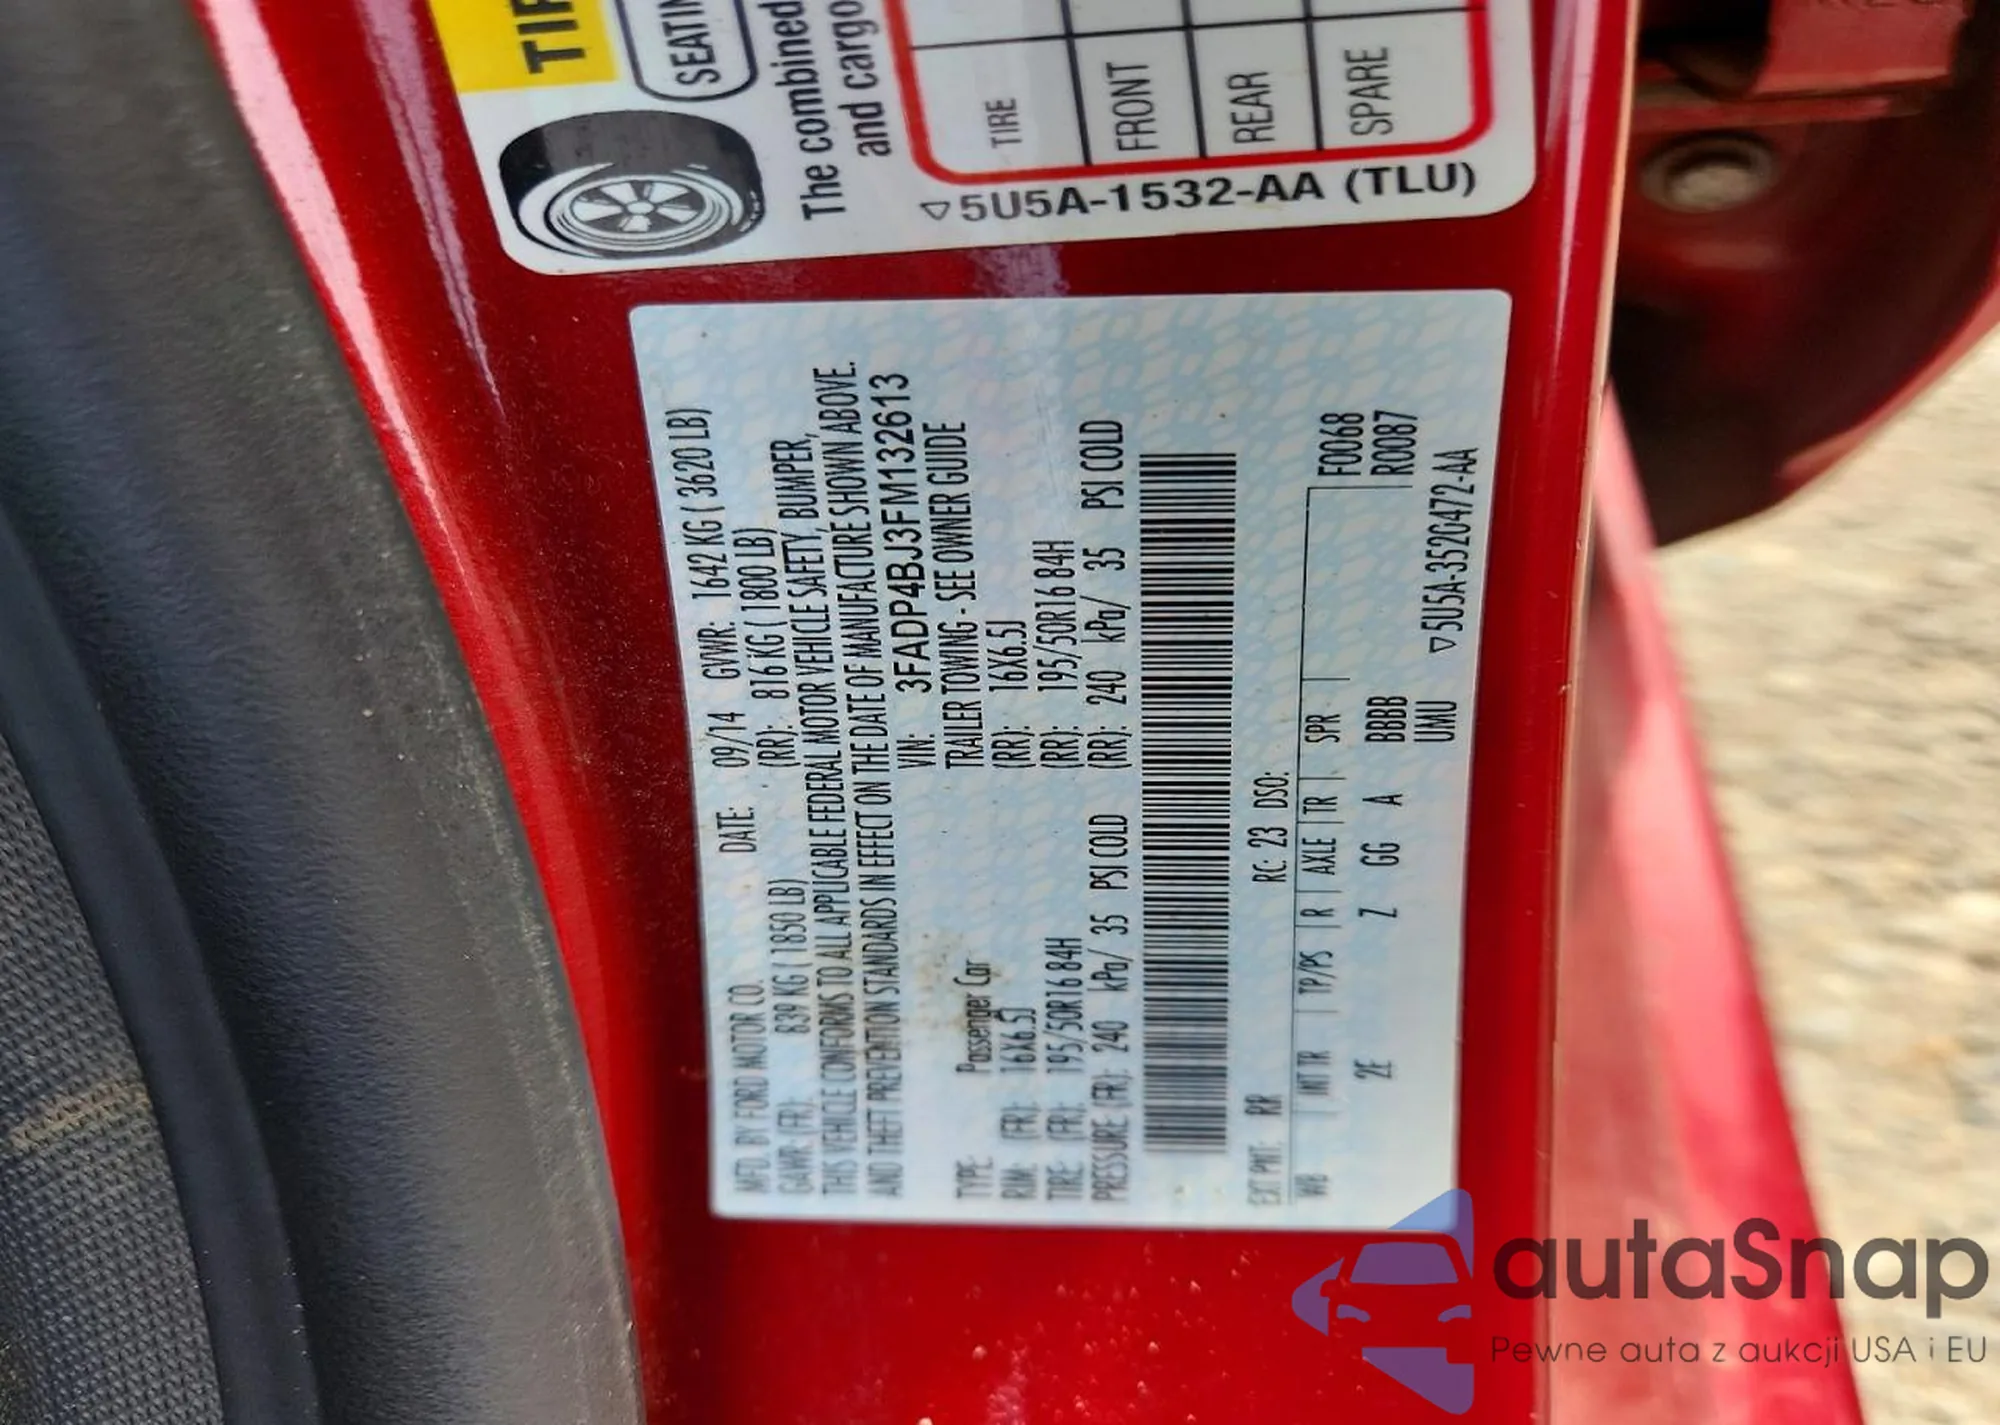 TIR
SEATIN
The combined
and cargo
TIRE
FRONT
REAR
SPARE
5U5A-1532-AA (TLU)
MFD. BY FORD MOTOR CO. DATE: 09/14 GVWR: 1642 KG ( 3620 LB)
GAWR: (FR): 839 KG ( 1850 LB) (RR): 816 KG ( 1800 LB)
THIS VEHICLE CONFORMS TO ALL APPLICABLE FEDERAL MOTOR VEHICLE SAFETY, BUMPER,
AND THEFT PREVENTION STANDARDS IN EFFECT ON THE DATE OF MANUFACTURE SHOWN ABOVE.
VIN: 3FADP4BJ3FM132613
TYPE: Passenger Car TRAILER TOWING - SEE OWNER GUIDE
RIM: (FR): 16X6.5J (RR): 16X6.5J
TIRE: (FR): 195/50R16 84H (RR): 195/50R16 84H
PRESSURE (FR): 240 kPa/ 35 PSI COLD (RR): 240 kPa/ 35 PSI COLD
EXT PNT: RR RC: 23 DSO:
WB INT TR TP/PS R AXLE TR SPR F0068
2E Z GG A BBBB R0087
UMU 5U5A-3520472-AA
autaSnap
Pewne auta z aukcji USA i EU